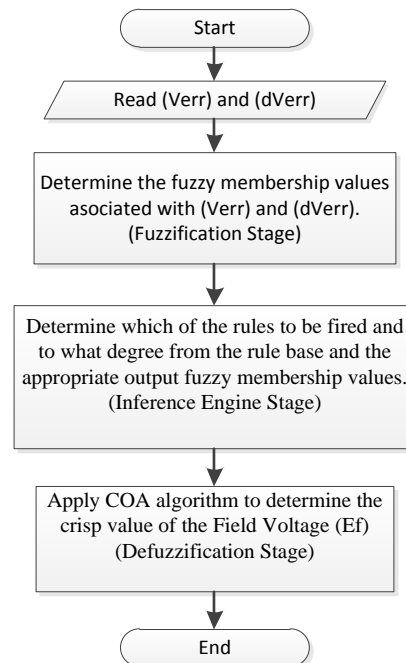 Start
Read (Verr) and (dVerr)
Determine the fuzzy membership values
asociated with (Verr) and (dVerr).
(Fuzzification Stage)
Determine which of the rules to be fired and
to what degree from the rule base and the
appropriate output fuzzy membership values.
(Inference Engine Stage)
Apply COA algorithm to determine the
crisp value of the Field Voltage (Ef)
(Defuzzification Stage)
End